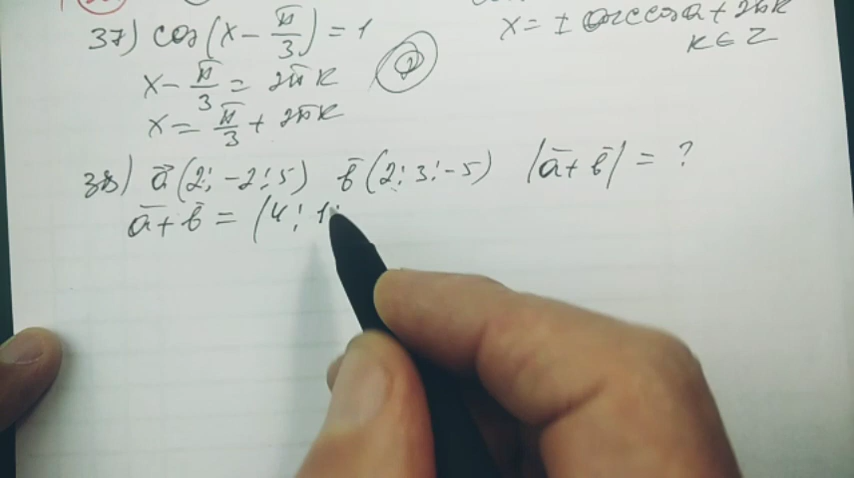 37) cos(x - π/3) = 1
x - π/3 = 2πk
x = π/3 + 2πk
x = ± arccos a + 2πk
k ∈ Z
38) a⃗(2; -2; 5) b̄(2; 3; -5) |ā + b̄| = ?
ā + b̄ = (4; 1;